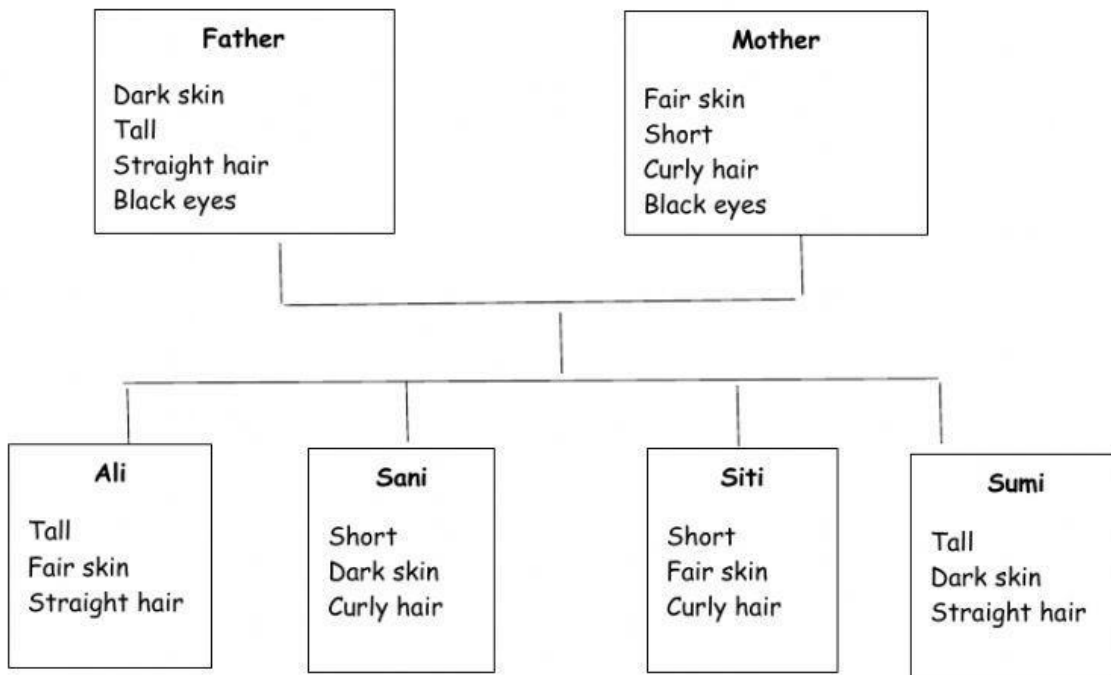 Father
Dark skin
Tall
Straight hair
Black eyes
Mother
Fair skin
Short
Curly hair
Black eyes
Ali
Tall
Fair skin
Straight hair
Sani
Short
Dark skin
Curly hair
Siti
Short
Fair skin
Curly hair
Sumi
Tall
Dark skin
Straight hair